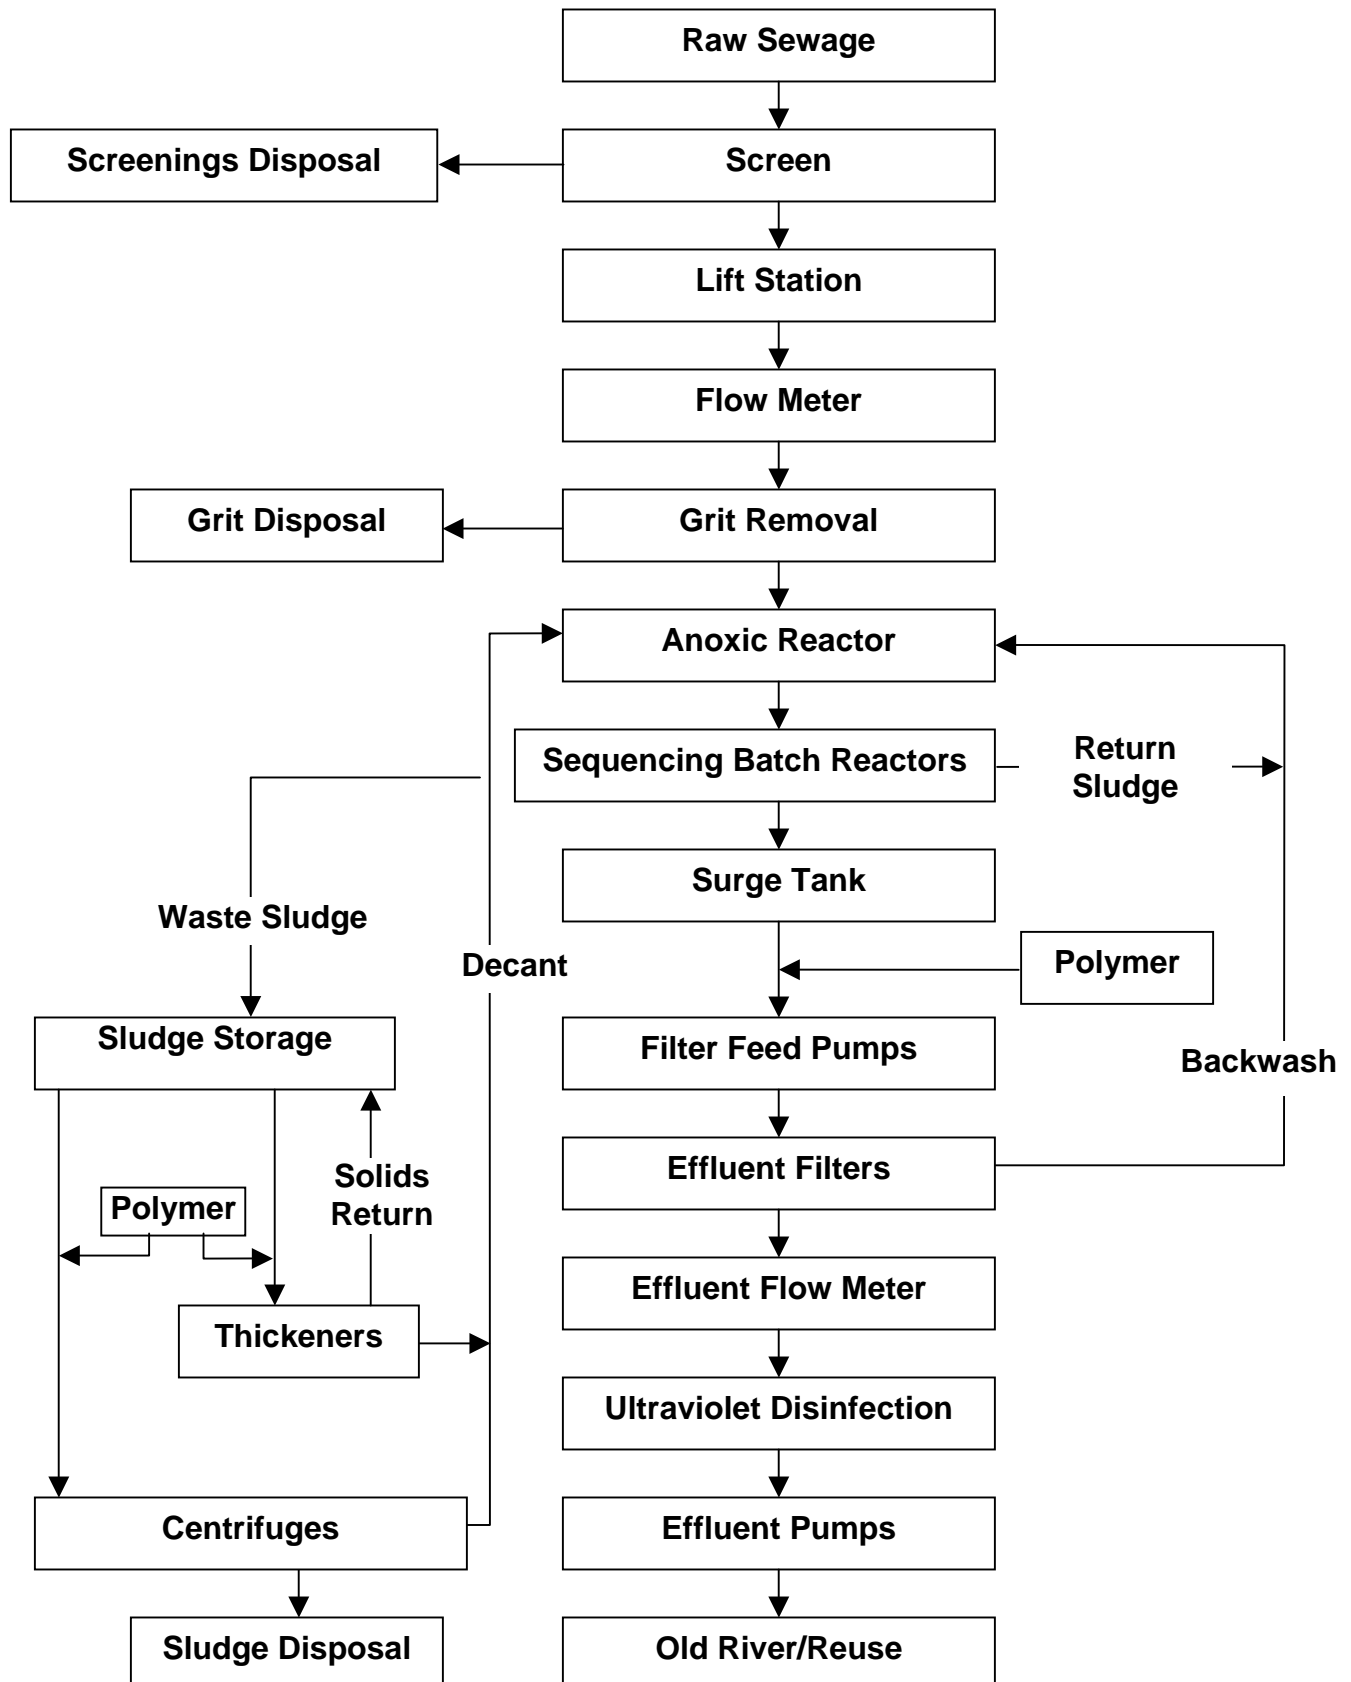 Raw Sewage
Screenings Disposal
Screen
Lift Station
Flow Meter
Grit Disposal
Grit Removal
Anoxic Reactor
Sequencing Batch Reactors
Return
Sludge
Surge Tank
Waste Sludge
Decant
Polymer
Sludge Storage
Filter Feed Pumps
Backwash
Solids
Return
Effluent Filters
Polymer
Effluent Flow Meter
Thickeners
Ultraviolet Disinfection
Centrifuges
Effluent Pumps
Sludge Disposal
Old River/Reuse